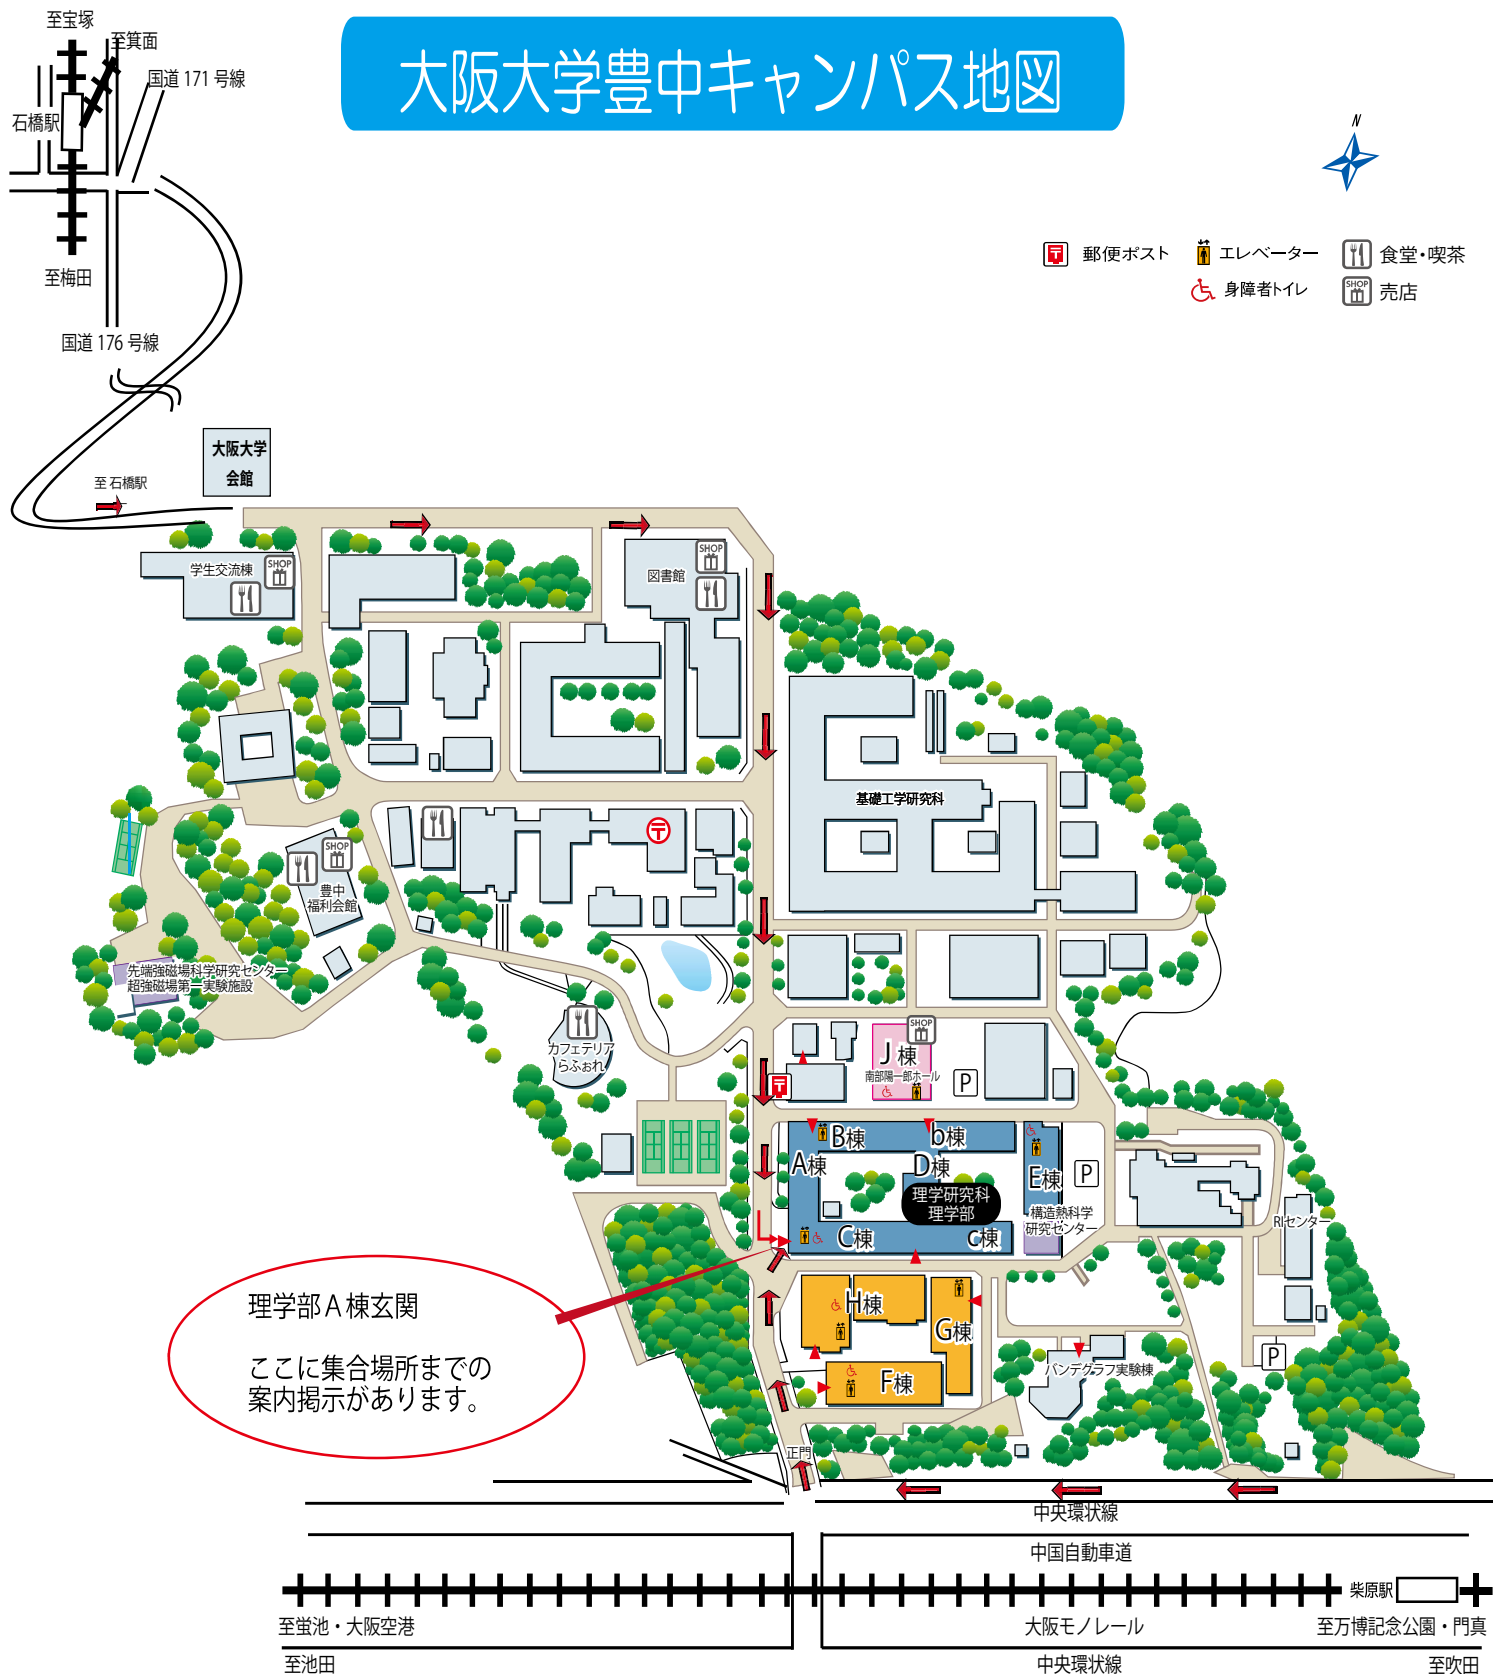 大阪大学豊中キャンパス地図
至宝塚
至箕面
国道 171 号線
石橋駅
至梅田
国道 176 号線
N
郵便ポスト
エレベーター
食堂・喫茶
身障者トイレ
SHOP
売店
大阪大学
会館
至 石橋駅
学生交流棟
SHOP
図書館
SHOP
基礎工学研究科
SHOP
豊中
福利会館
先端強磁場科学研究センター
超強磁場第一実験施設
カフェテリア
らふぉれ
SHOP
J 棟
南部陽一郎ホール
P
B棟
b棟
A棟
D棟
E棟
P
理学研究科
理学部
構造熱科学
研究センター
C棟
c棟
RIセンター
H棟
G棟
F棟
P
バンデグラフ実験棟
理学部 A 棟玄関
ここに集合場所までの
案内掲示があります。
正門
中央環状線
中国自動車道
柴原駅
至蛍池・大阪空港
大阪モノレール
至万博記念公園・門真
至池田
中央環状線
至吹田